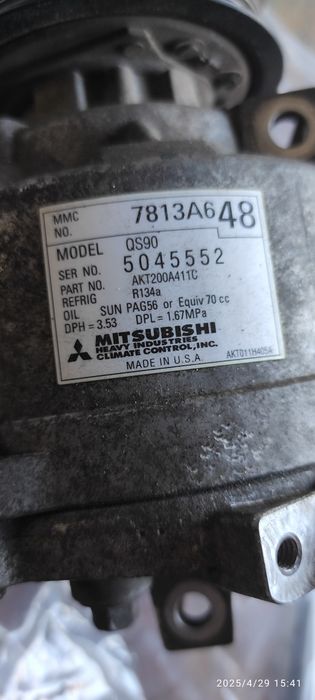 MMC NO. 7813A648
MODEL QS90
SER NO. 5045552
PART NO. AKT200A411C
REFRIG R134a
OIL SUN PAG56 or Equiv 70 cc
DPH = 3.53 DPL = 1.67MPa
MITSUBISHI
HEAVY INDUSTRIES
CLIMATE CONTROL, INC.
MADE IN U.S.A.
AKT011H405A
2025/4/29 15:41